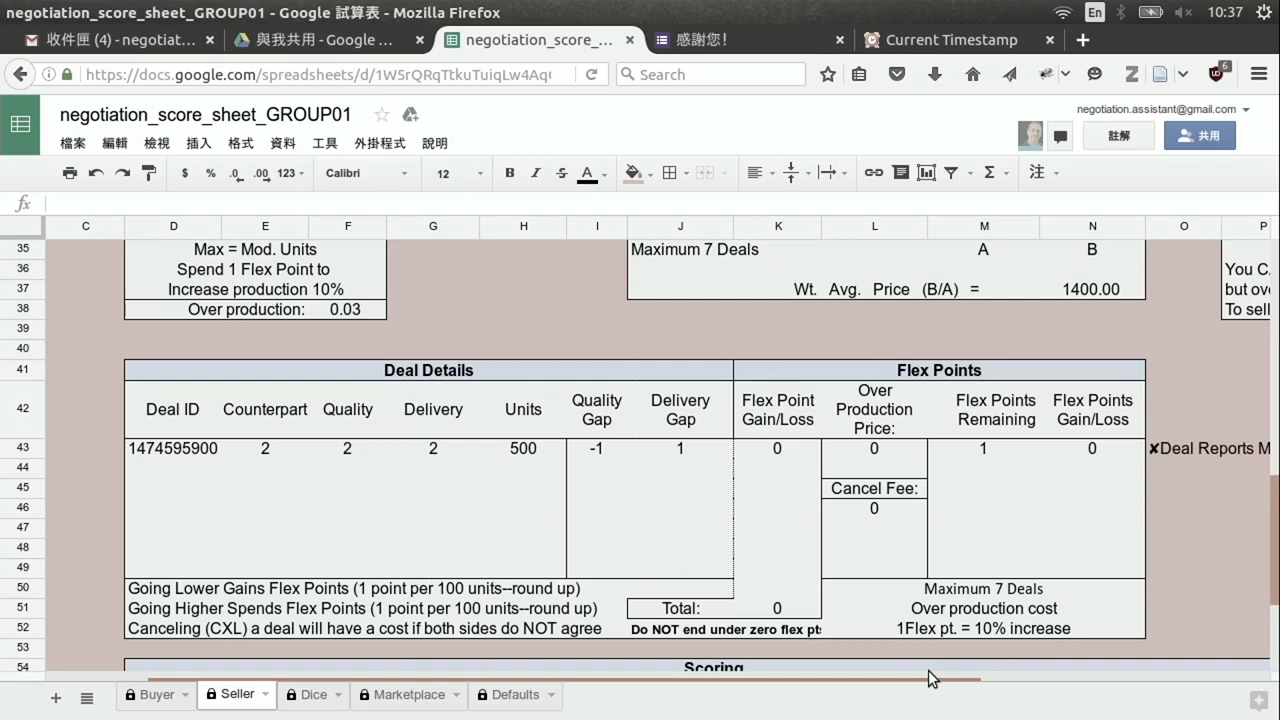 negotiation_score_sheet_GROUP01 - Google 試算表 - Mozilla Firefox
En
10:37
收件匣 (4) - negotiat...
與我共用 - Google ...
negotiation_score_...
感謝您!
Current Timestamp
https://docs.google.com/spreadsheets/d/1W5rQRqTtkuTuiqLw4Aq
Search
6
negotiation_score_sheet_GROUP01
negotiation.assistant@gmail.com
檔案 編輯 檢視 插入 格式 資料 工具 外掛程式 說明
註解
共用
$ % .0 .00 123 Calibri 12 B I S A Σ 注
fx
C D E F G H I J K L M N O P
35 Max = Mod. Units Maximum 7 Deals A B
36 Spend 1 Flex Point to You C
37 Increase production 10% Wt. Avg. Price (B/A) = 1400.00 but ov
38 Over production: 0.03 To sell
39
40
41 Deal Details Flex Points
42 Deal ID Counterpart Quality Delivery Units Quality Gap Delivery Gap Flex Point Gain/Loss Over Production Price: Flex Points Remaining Flex Points Gain/Loss
43 1474595900 2 2 2 500 -1 1 0 0 1 0 ✘Deal Reports M
44
45 Cancel Fee:
46 0
47
48
49
50 Going Lower Gains Flex Points (1 point per 100 units--round up) Maximum 7 Deals
51 Going Higher Spends Flex Points (1 point per 100 units--round up) Total: 0 Over production cost
52 Canceling (CXL) a deal will have a cost if both sides do NOT agree Do NOT end under zero flex pts 1Flex pt. = 10% increase
53
54 Scoring
Buyer Seller Dice Marketplace Defaults